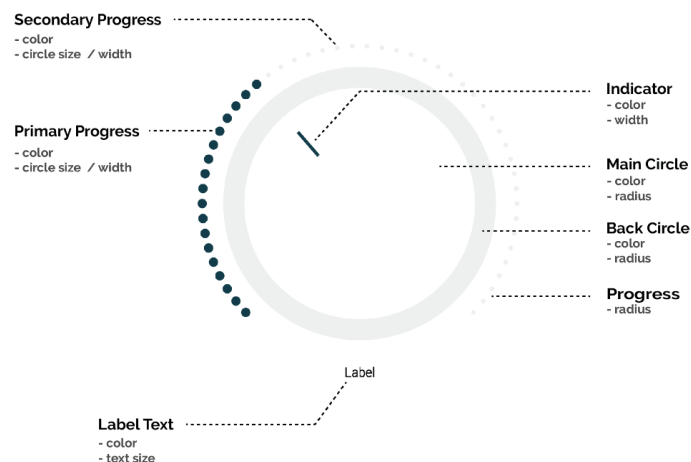 Secondary Progress
- color
- circle size / width
Indicator
- color
- width
Primary Progress
- color
- circle size / width
Main Circle
- color
- radius
Back Circle
- color
- radius
Progress
- radius
Label
Label Text
- color
- text size